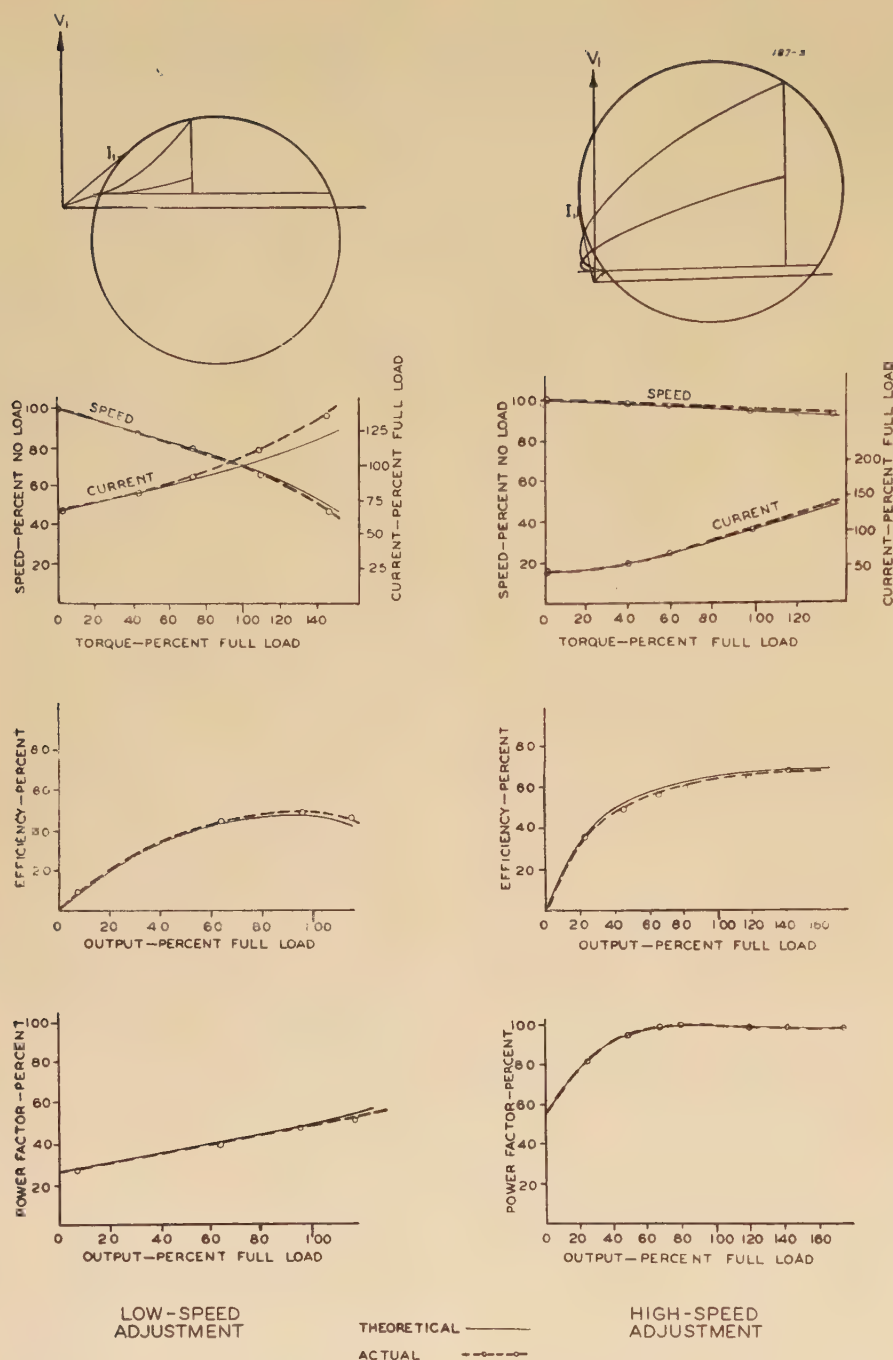 V₁
I₁
187-3
V₁
I₁
SPEED—PERCENT NO LOAD
100
80
60
40
20
SPEED
CURRENT
125
100
75
50
25
CURRENT—PERCENT FULL LOAD
0 20 40 60 80 100 120 140
TORQUE—PERCENT FULL LOAD
SPEED—PERCENT NO LOAD
100
80
60
40
20
SPEED
CURRENT
200
150
100
50
CURRENT—PERCENT FULL LOAD
0 20 40 60 80 100 120
TORQUE—PERCENT FULL LOAD
EFFICIENCY—PERCENT
80
20
0 20 40 60 80 100
OUTPUT—PERCENT FULL LOAD
EFFICIENCY—PERCENT
80
60
40
20
0 20 40 60 80 100 120 140 160
OUTPUT—PERCENT FULL LOAD
POWER FACTOR—PERCENT
100
80
60
40
20
0 20 40 60 80 100
OUTPUT—PERCENT FULL LOAD
POWER FACTOR—PERCENT
100
80
60
40
20
0 20 40 60 80 100 120 140 160
OUTPUT—PERCENT FULL LOAD
LOW-SPEED
ADJUSTMENT
THEORETICAL
ACTUAL
HIGH-SPEED
ADJUSTMENT